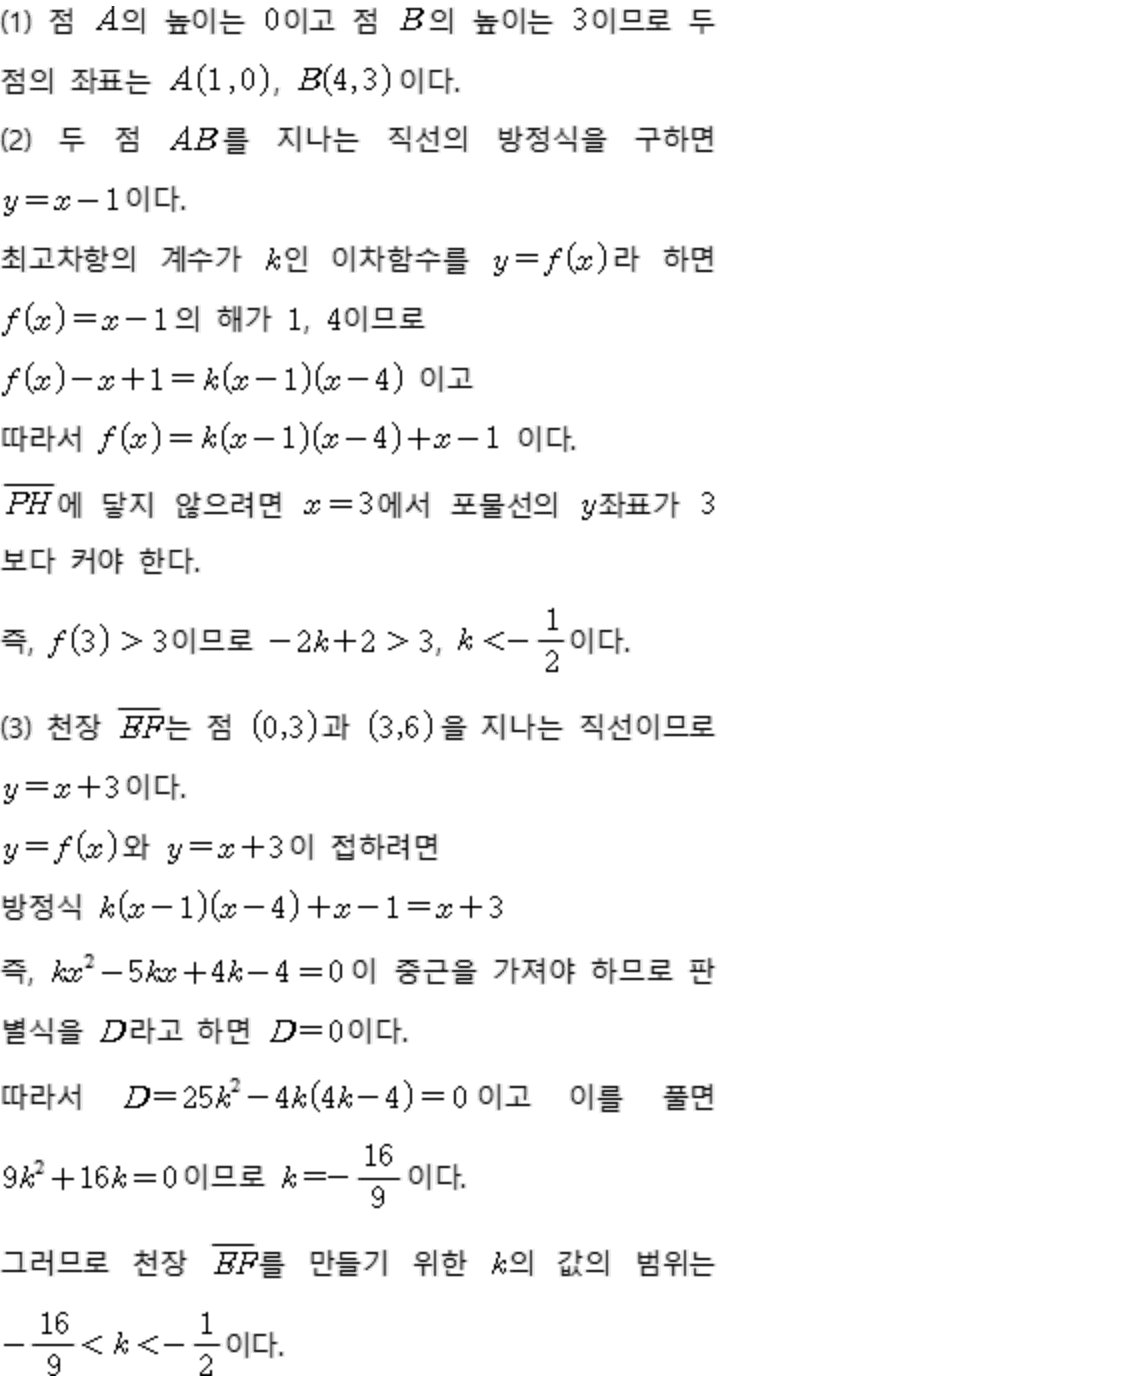 (1) 점 A의 높이는 0이고 점 B의 높이는 3이므로 두
점의 좌표는 A(1,0), B(4,3)이다.
(2) 두 점 AB를 지나는 직선의 방정식을 구하면
y=x-1이다.
최고차항의 계수가 k인 이차함수를 y=f(x)라 하면
f(x)=x-1의 해가 1, 4이므로
f(x)-x+1=k(x-1)(x-4) 이고
따라서 f(x)=k(x-1)(x-4)+x-1 이다.
\overline{PH}에 닿지 않으려면 x=3에서 포물선의 y좌표가 3
보다 커야 한다.
즉, f(3)>3이므로 -2k+2>3, k<-\frac{1}{2}이다.
(3) 천장 \overline{EF}는 점 (0,3)과 (3,6)을 지나는 직선이므로
y=x+3이다.
y=f(x)와 y=x+3이 접하려면
방정식 k(x-1)(x-4)+x-1=x+3
즉, kx²-5kx+4k-4=0이 중근을 가져야 하므로 판
별식을 D라고 하면 D=0이다.
따라서 D=25k²-4k(4k-4)=0이고 이를 풀면
9k²+16k=0이므로 k=-\frac{16}{9}이다.
그러므로 천장 \overline{EF}를 만들기 위한 k의 값의 범위는
-\frac{16}{9}<k<-\frac{1}{2}이다.